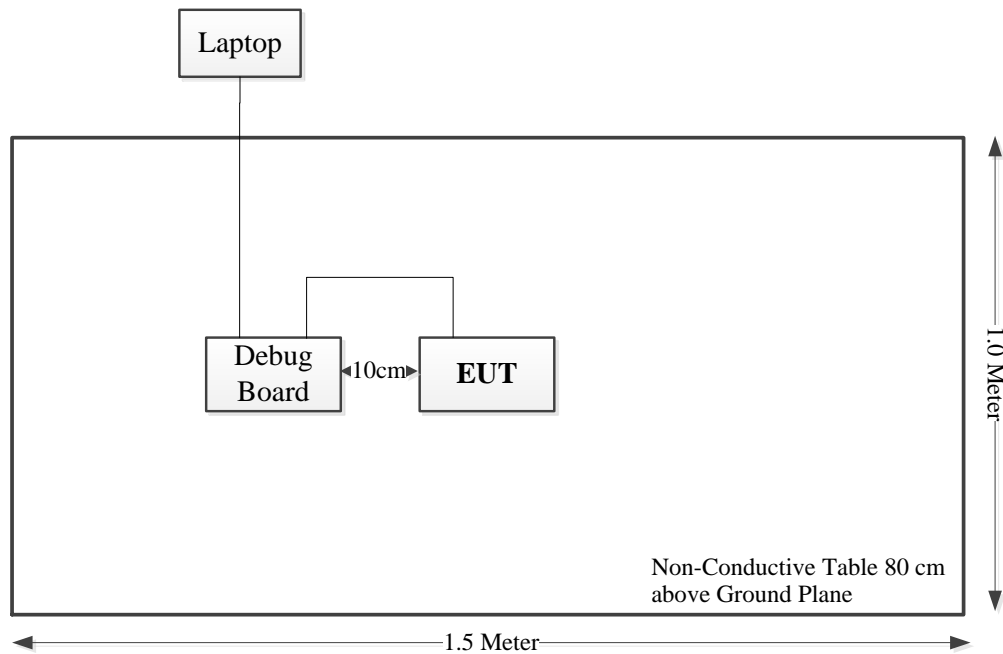 Laptop
Debug
Board
10cm
EUT
1.0 Meter
Non-Conductive Table 80 cm
above Ground Plane
1.5 Meter